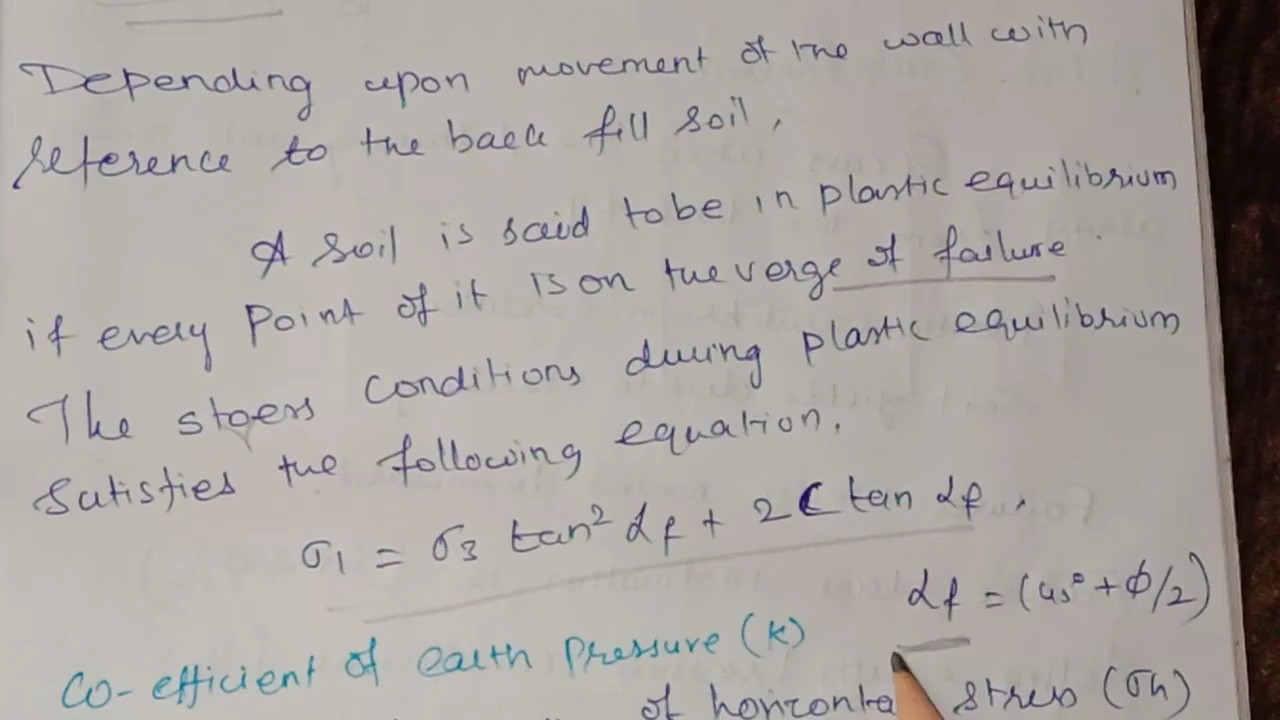 Depending upon movement of the wall with
reference to the back fill soil,
A soil is said to be in plastic equilibrium
if every point of it is on the verge of failure.
The stress conditions during plastic equilibrium
satisfies the following equation.
σ1 = σ3 tan² αf + 2C tan αf.
αf = (45° + ϕ/2)
Co-efficient of earth pressure (K)
of horizonta stress (σh)